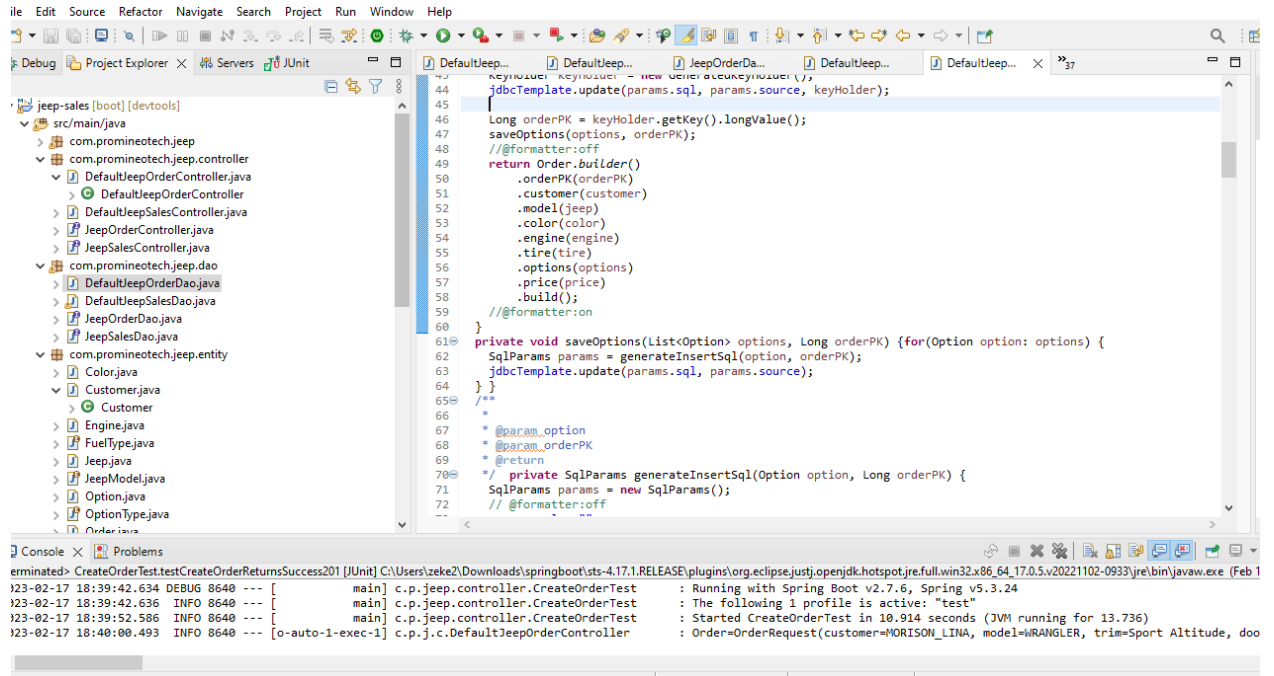 ile Edit Source Refactor Navigate Search Project Run Window Help
Debug Project Explorer Servers JUnit
DefaultJeep... DefaultJeep... JeepOrderDa... DefaultJeep... DefaultJeep... »37
jeep-sales [boot] [devtools]
src/main/java
com.promineotech.jeep
com.promineotech.jeep.controller
DefaultJeepOrderController.java
DefaultJeepOrderController
DefaultJeepSalesController.java
JeepOrderController.java
JeepSalesController.java
com.promineotech.jeep.dao
DefaultJeepOrderDao.java
DefaultJeepSalesDao.java
JeepOrderDao.java
JeepSalesDao.java
com.promineotech.jeep.entity
Color.java
Customer.java
Customer
Engine.java
FuelType.java
Jeep.java
JeepModel.java
Option.java
OptionType.java
Order.java
43 KeyHolder keyHolder = new GeneratedKeyHolder();
44 jdbcTemplate.update(params.sql, params.source, keyHolder);
45
46 Long orderPK = keyHolder.getKey().longValue();
47 saveOptions(options, orderPK);
48 //@formatter:off
49 return Order.builder()
50 .orderPK(orderPK)
51 .customer(customer)
52 .model(jeep)
53 .color(color)
54 .engine(engine)
55 .tire(tire)
56 .options(options)
57 .price(price)
58 .build();
59 //@formatter:on
60 }
61 private void saveOptions(List<Option> options, Long orderPK) {for(Option option: options) {
62 SqlParams params = generateInsertSql(option, orderPK);
63 jdbcTemplate.update(params.sql, params.source);
64 } }
65 /**
66 *
67 * @param option
68 * @param orderPK
69 * @return
70 */ private SqlParams generateInsertSql(Option option, Long orderPK) {
71 SqlParams params = new SqlParams();
72 // @formatter:off
Console Problems
erminated> CreateOrderTest.testCreateOrderReturnsSuccess201 [JUnit] C:\Users\zeke2\Downloads\springboot\sts-4.17.1.RELEASE\plugins\org.eclipse.justj.openjdk.hotspot.jre.full.win32.x86_64_17.0.5.v20221102-0933\jre\bin\javaw.exe (Feb 1
023-02-17 18:39:42.634 DEBUG 8640 --- [ main] c.p.jeep.controller.CreateOrderTest : Running with Spring Boot v2.7.6, Spring v5.3.24
023-02-17 18:39:42.636 INFO 8640 --- [ main] c.p.jeep.controller.CreateOrderTest : The following 1 profile is active: "test"
023-02-17 18:39:52.586 INFO 8640 --- [ main] c.p.jeep.controller.CreateOrderTest : Started CreateOrderTest in 10.914 seconds (JVM running for 13.736)
023-02-17 18:40:00.493 INFO 8640 --- [o-auto-1-exec-1] c.p.j.c.DefaultJeepOrderController : Order=OrderRequest(customer=MORISON_LINA, model=WRANGLER, trim=Sport Altitude, doo